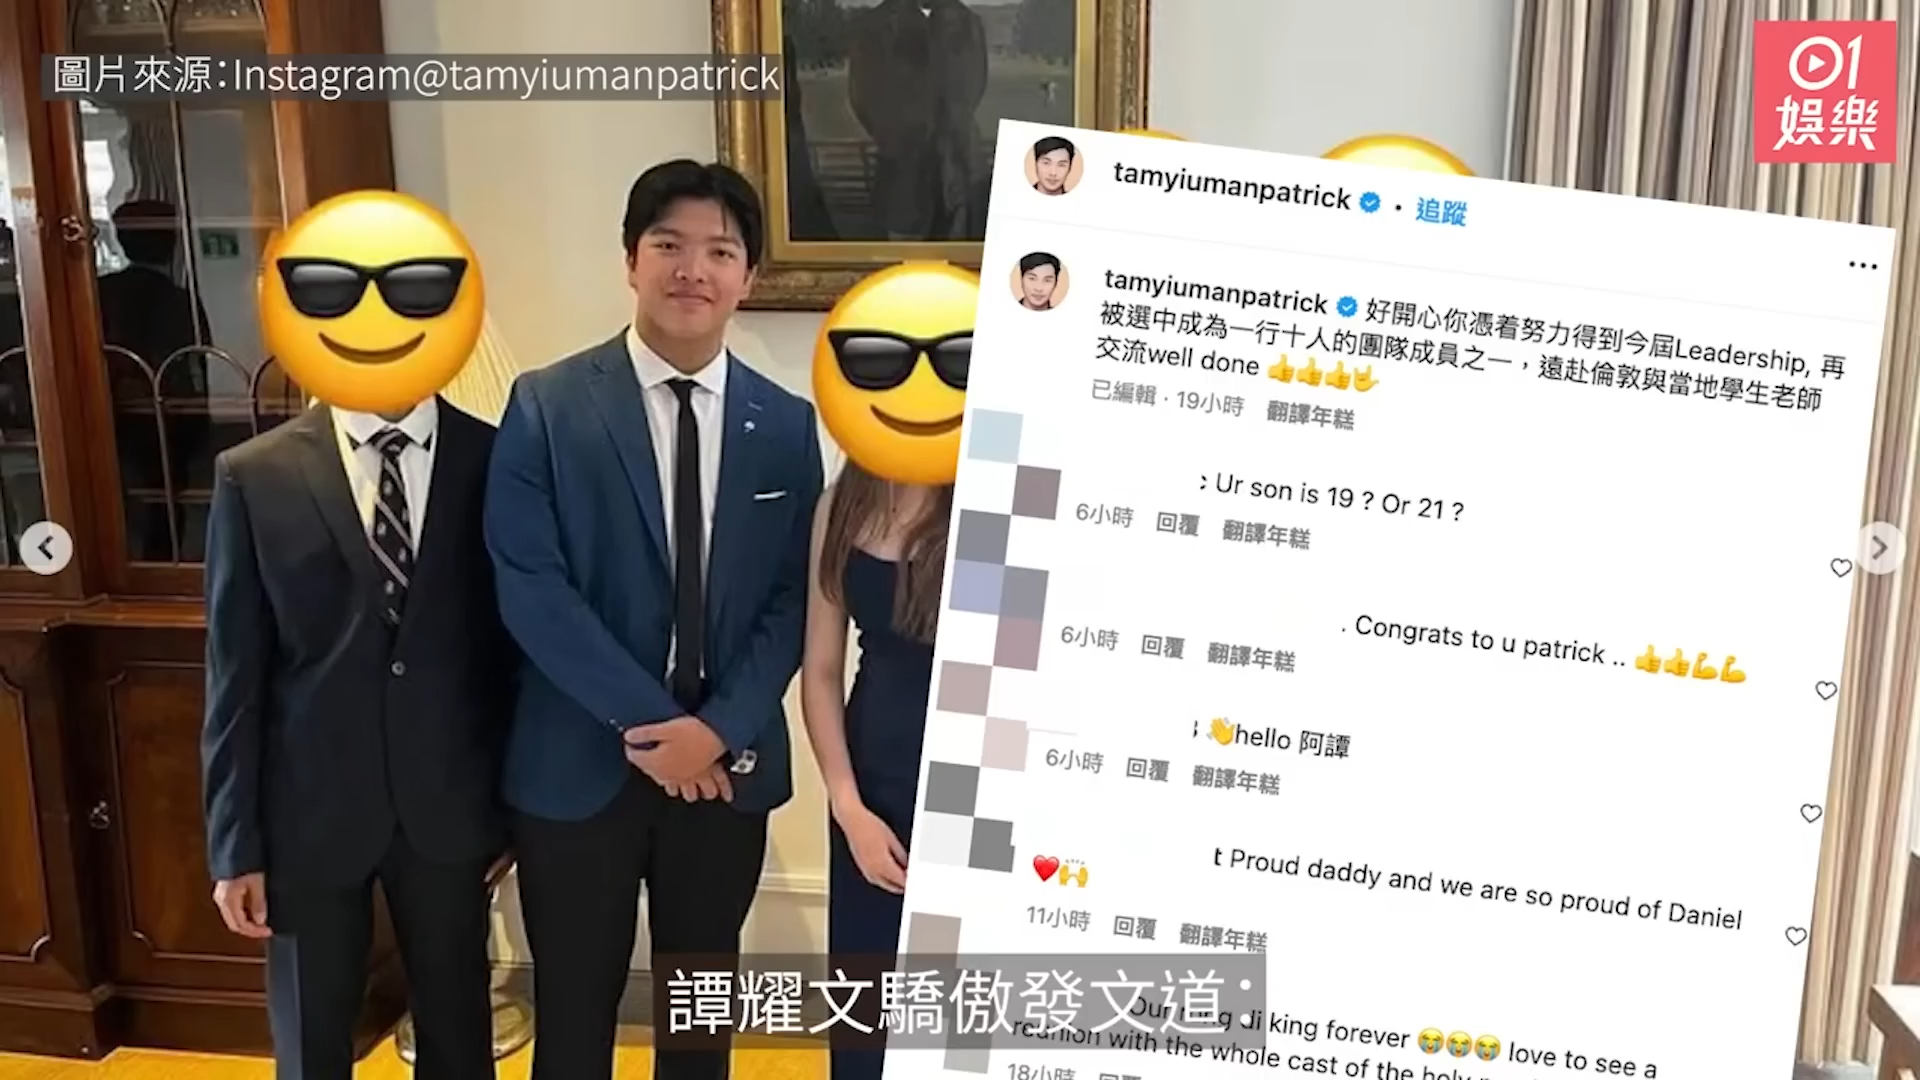 圖片來源:Instagram@tamyiumanpatrick
01
娛樂
tamyiumanpatrick · 追蹤
tamyiumanpatrick 好開心你憑着努力得到今屆Leadership, 再
被選中成為一行十人的團隊成員之一，遠赴倫敦與當地學生老師
交流well done 👍👍👍🤟
已編輯 · 19小時 翻譯年糕
Ur son is 19 ? Or 21 ?
6小時 回覆 翻譯年糕
. Congrats to u patrick .. 👍👍💪💪
6小時 回覆 翻譯年糕
👋hello 阿譚
6小時 回覆 翻譯年糕
t Proud daddy and we are so proud of Daniel
❤️🙌
11小時 回覆 翻譯年糕
di king forever 😭😭😭 love to see a
reunion with the whole cast of the holy
18小時 回覆
譚耀文驕傲發文道: